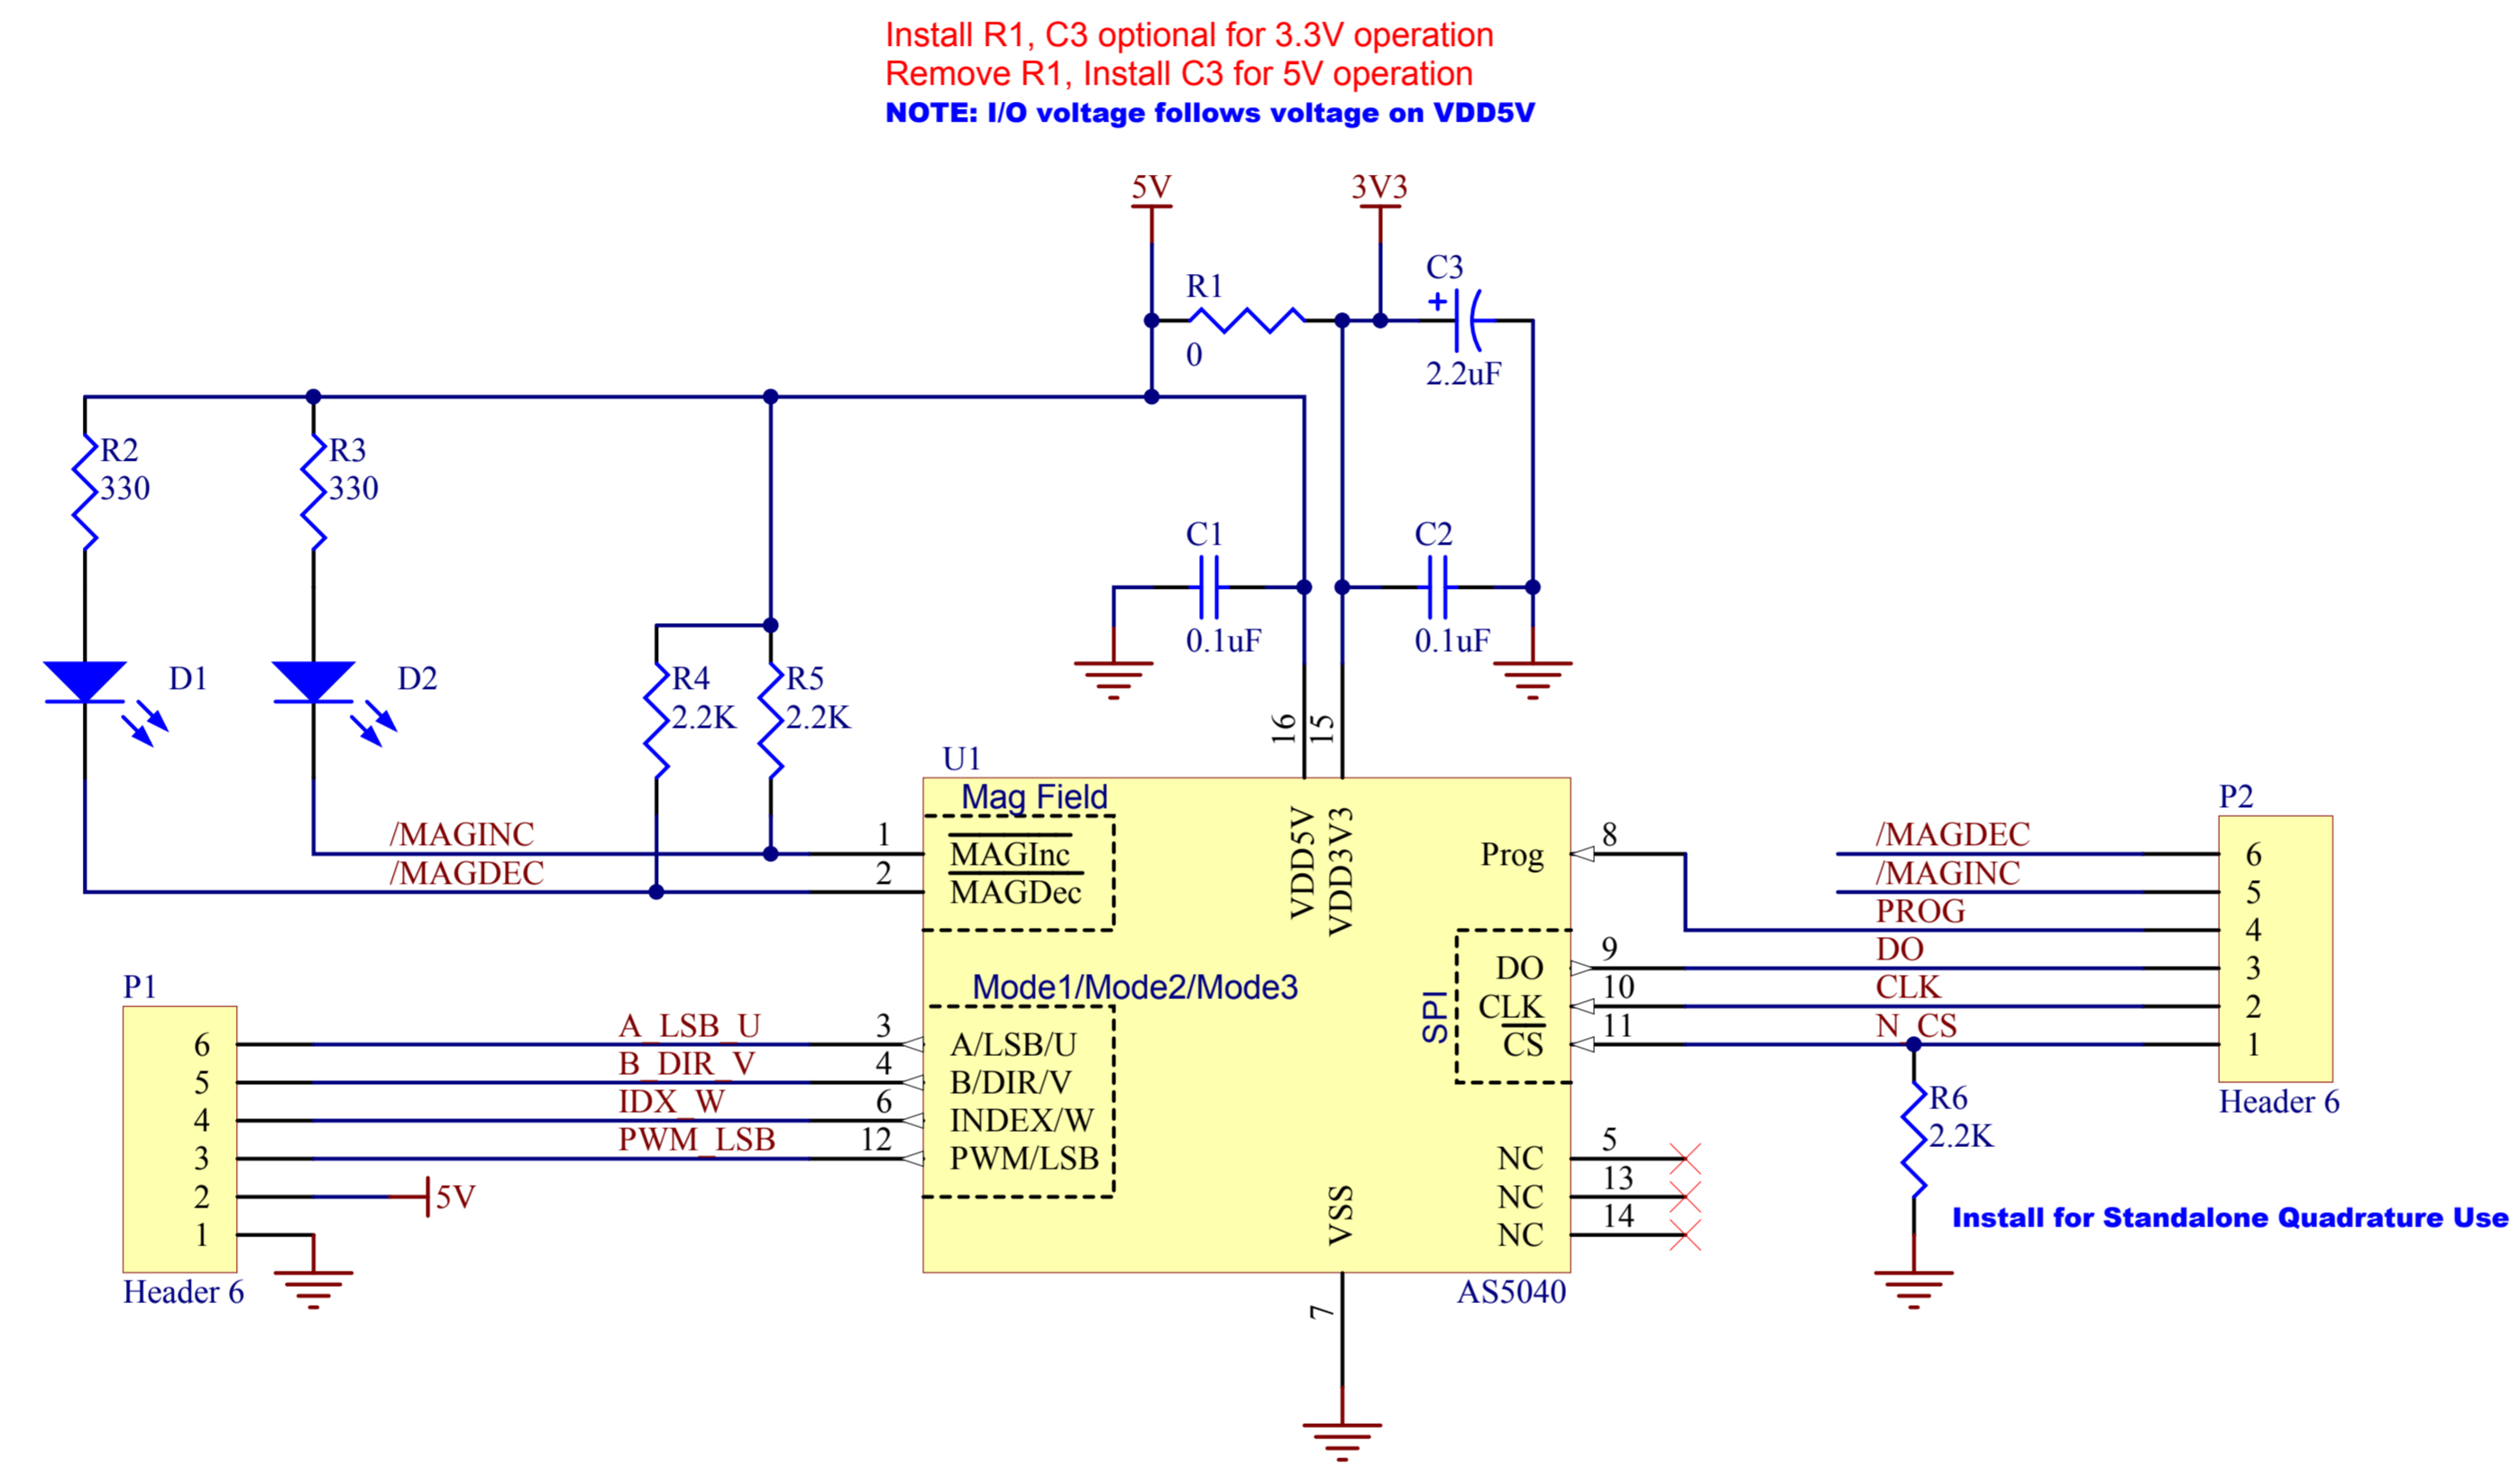 Install R1, C3 optional for 3.3V operation
Remove R1, Install C3 for 5V operation
NOTE: I/O voltage follows voltage on VDD5V
5V
3V3
R1
0
C3
+
2.2uF
R2
330
R3
330
C1
0.1uF
C2
0.1uF
D1
D2
R4
2.2K
R5
2.2K
16
15
U1
Mag Field
/MAGINC
1
MAGInc
/MAGDEC
2
MAGDec
VDD5V
VDD3V3
Prog
8
P2
/MAGDEC
6
/MAGINC
5
PROG
4
DO
3
CLK
2
N_CS
1
Header 6
SPI
DO
9
CLK
10
CS
11
R6
2.2K
Install for Standalone Quadrature Use
P1
Mode1/Mode2/Mode3
6
A_LSB_U
3
A/LSB/U
5
B_DIR_V
4
B/DIR/V
4
IDX_W
6
INDEX/W
3
PWM_LSB
12
PWM/LSB
2
5V
1
Header 6
NC
5
NC
13
NC
14
VSS
AS5040
7